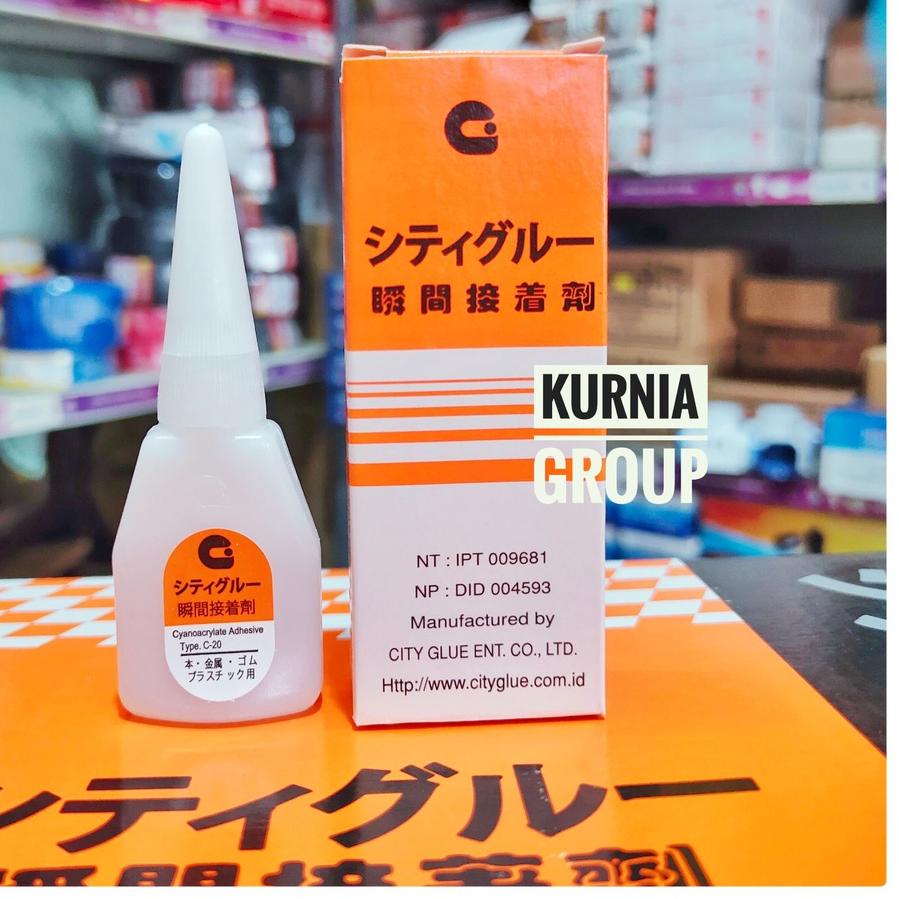 シティグルー
瞬間接着剤
シティグルー
瞬間接着剤
Cyanoacrylate Adhesive
Type. C-20
本・金属・ゴム
プラスチック用
KURNIA
GROUP
NT : IPT 009681
NP : DID 004593
Manufactured by
CITY GLUE ENT. CO., LTD.
Http://www.cityglue.com.id
シティグルー
瞬間接着剤